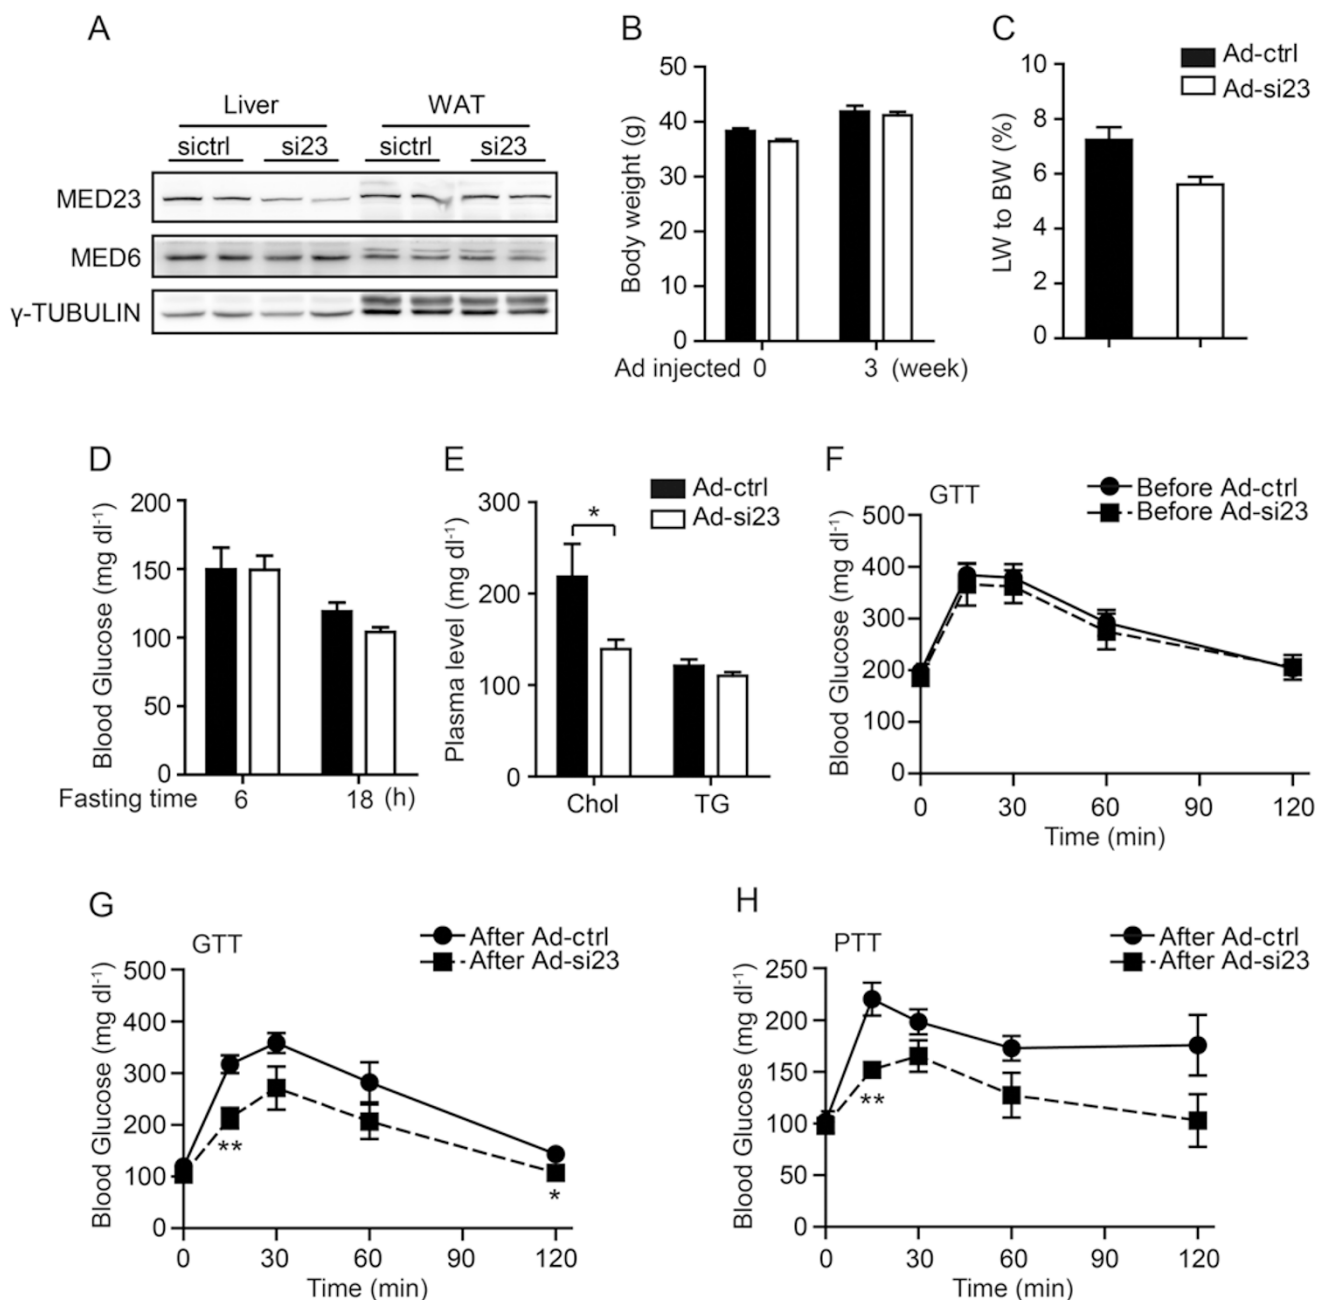 A
Liver WAT
sictrl si23 sictrl si23
MED23
MED6
γ-TUBULIN
B
Body weight (g)
50
40
30
20
10
0
Ad injected 0 3 (week)
C
Ad-ctrl
Ad-si23
LW to BW (%)
10
8
6
4
2
0
D
Blood Glucose (mg dl-1)
200
150
100
50
0
Fasting time 6 18 (h)
E
Ad-ctrl
Ad-si23
Plasma level (mg dl-1)
300
200
100
0
*
Chol TG
F
GTT
Before Ad-ctrl
Before Ad-si23
Blood Glucose (mg dl-1)
500
400
300
200
100
0
0 30 60 90 120
Time (min)
G
GTT
After Ad-ctrl
After Ad-si23
Blood Glucose (mg dl-1)
500
400
300
200
100
0
**
*
0 30 60 90 120
Time (min)
H
PTT
After Ad-ctrl
After Ad-si23
Blood Glucose (mg dl-1)
250
200
150
100
50
0
**
0 30 60 90 120
Time (min)